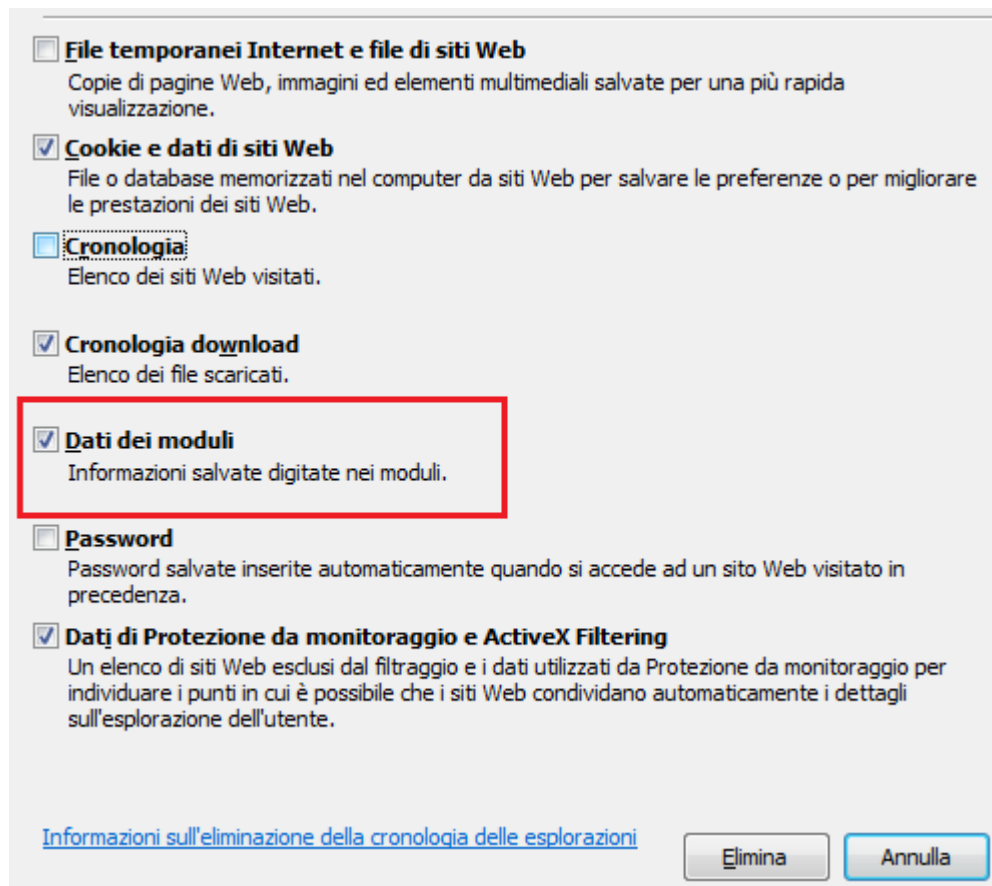 File temporanei Internet e file di siti Web
Copie di pagine Web, immagini ed elementi multimediali salvate per una più rapida
visualizzazione.
Cookie e dati di siti Web
File o database memorizzati nel computer da siti Web per salvare le preferenze o per migliorare
le prestazioni dei siti Web.
Cronologia
Elenco dei siti Web visitati.
Cronologia download
Elenco dei file scaricati.
Dati dei moduli
Informazioni salvate digitate nei moduli.
Password
Password salvate inserite automaticamente quando si accede ad un sito Web visitato in
precedenza.
Dati di Protezione da monitoraggio e ActiveX Filtering
Un elenco di siti Web esclusi dal filtraggio e i dati utilizzati da Protezione da monitoraggio per
individuare i punti in cui è possibile che i siti Web condividano automaticamente i dettagli
sull'esplorazione dell'utente.
Informazioni sull'eliminazione della cronologia delle esplorazioni
Elimina
Annulla